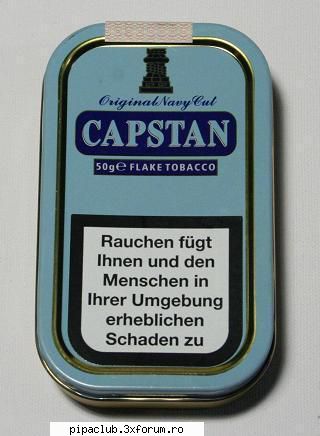 Original Navy Cut
CAPSTAN
50g℮ FLAKE TOBACCO
Rauchen fügt
Ihnen und den
Menschen in
Ihrer Umgebung
erheblichen
Schaden zu
pipaclub.3xforum.ro